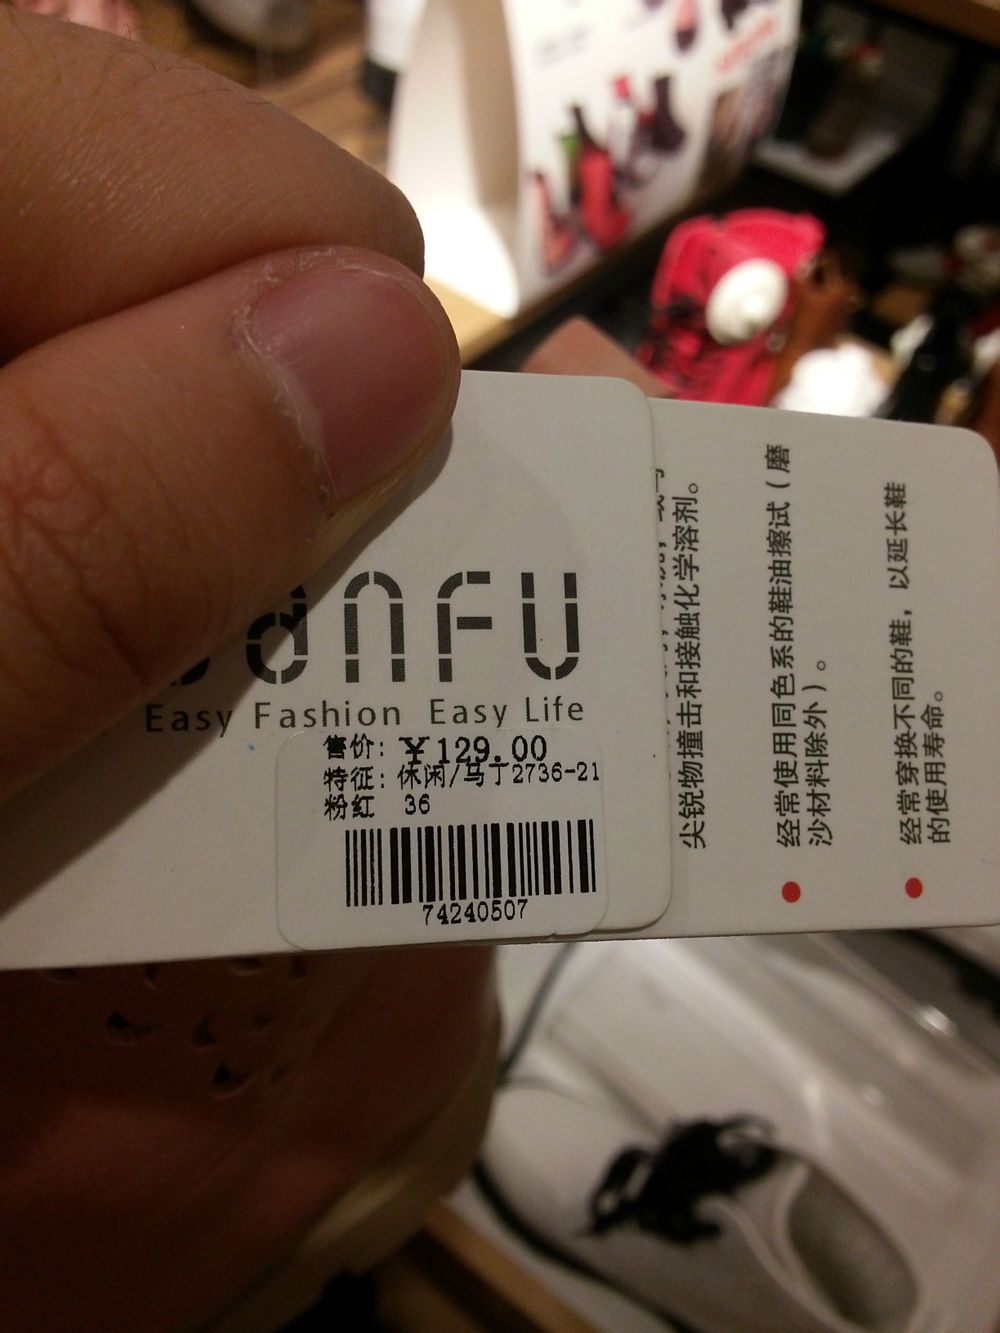 Easy Fashion Easy Life
售价: ¥129.00
特征: 休闲/马丁2736-21
粉红 36
74240507
尖锐物撞击和接触化学溶剂。
经常使用同色系的鞋油擦试（磨
沙材料除外）。
经常穿换不同的鞋，以延长鞋
的使用寿命。